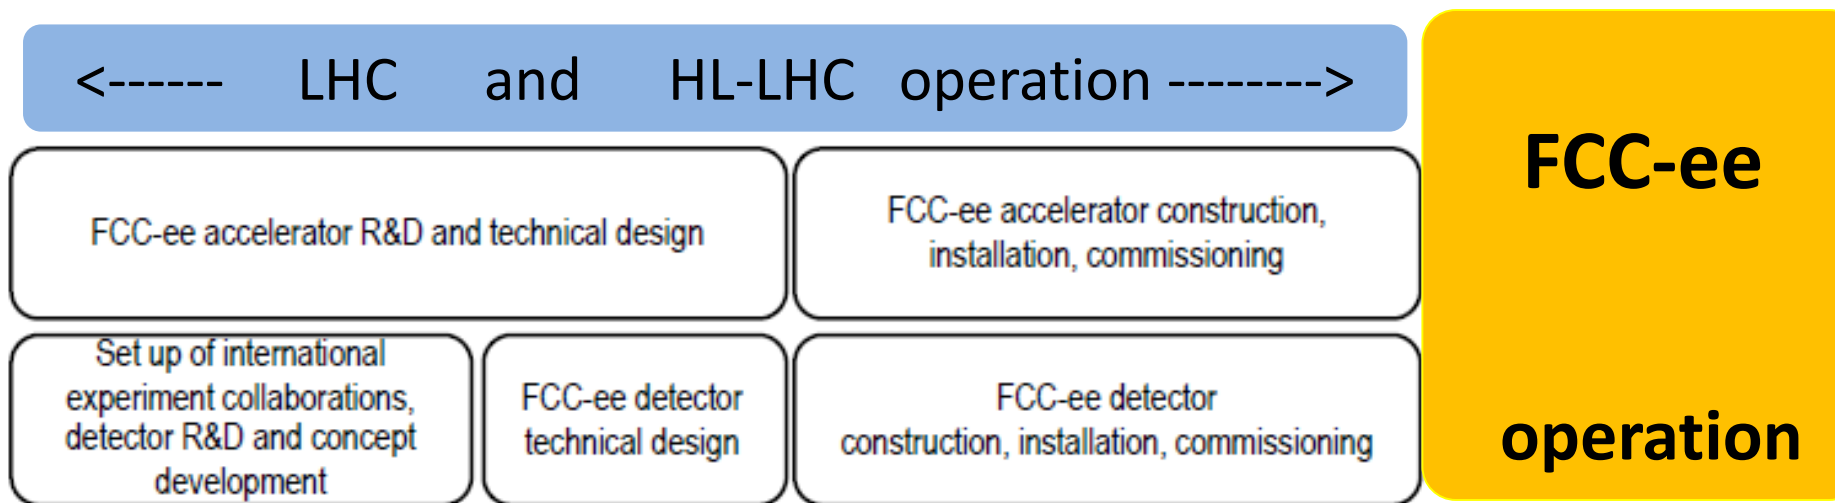 <------ LHC and HL-LHC operation -------->
FCC-ee
operation
FCC-ee accelerator R&D and technical design
FCC-ee accelerator construction,
installation, commissioning
Set up of international
experiment collaborations,
detector R&D and concept
development
FCC-ee detector
technical design
FCC-ee detector
construction, installation, commissioning